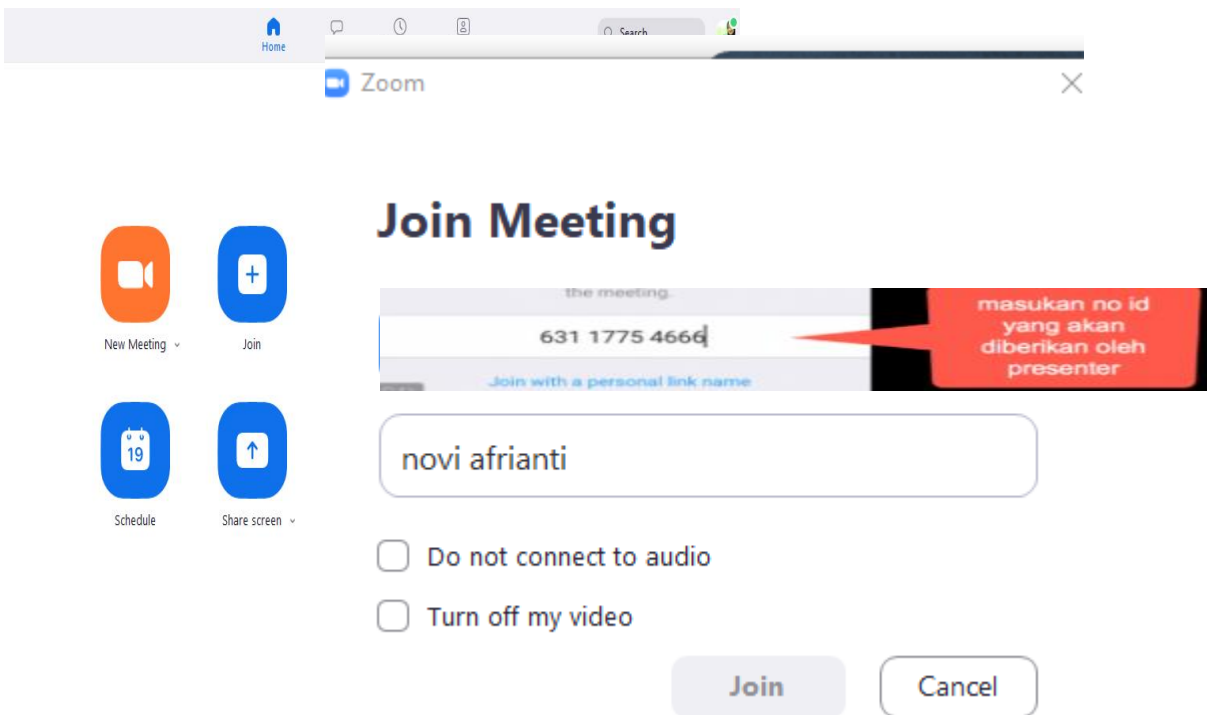 Home
Search
Zoom
Join Meeting
the meeting.
631 1775 4666
Join with a personal link name
masukan no id
yang akan
diberikan oleh
presenter
New Meeting
Join
19
Schedule
Share screen
novi afrianti
Do not connect to audio
Turn off my video
Join
Cancel